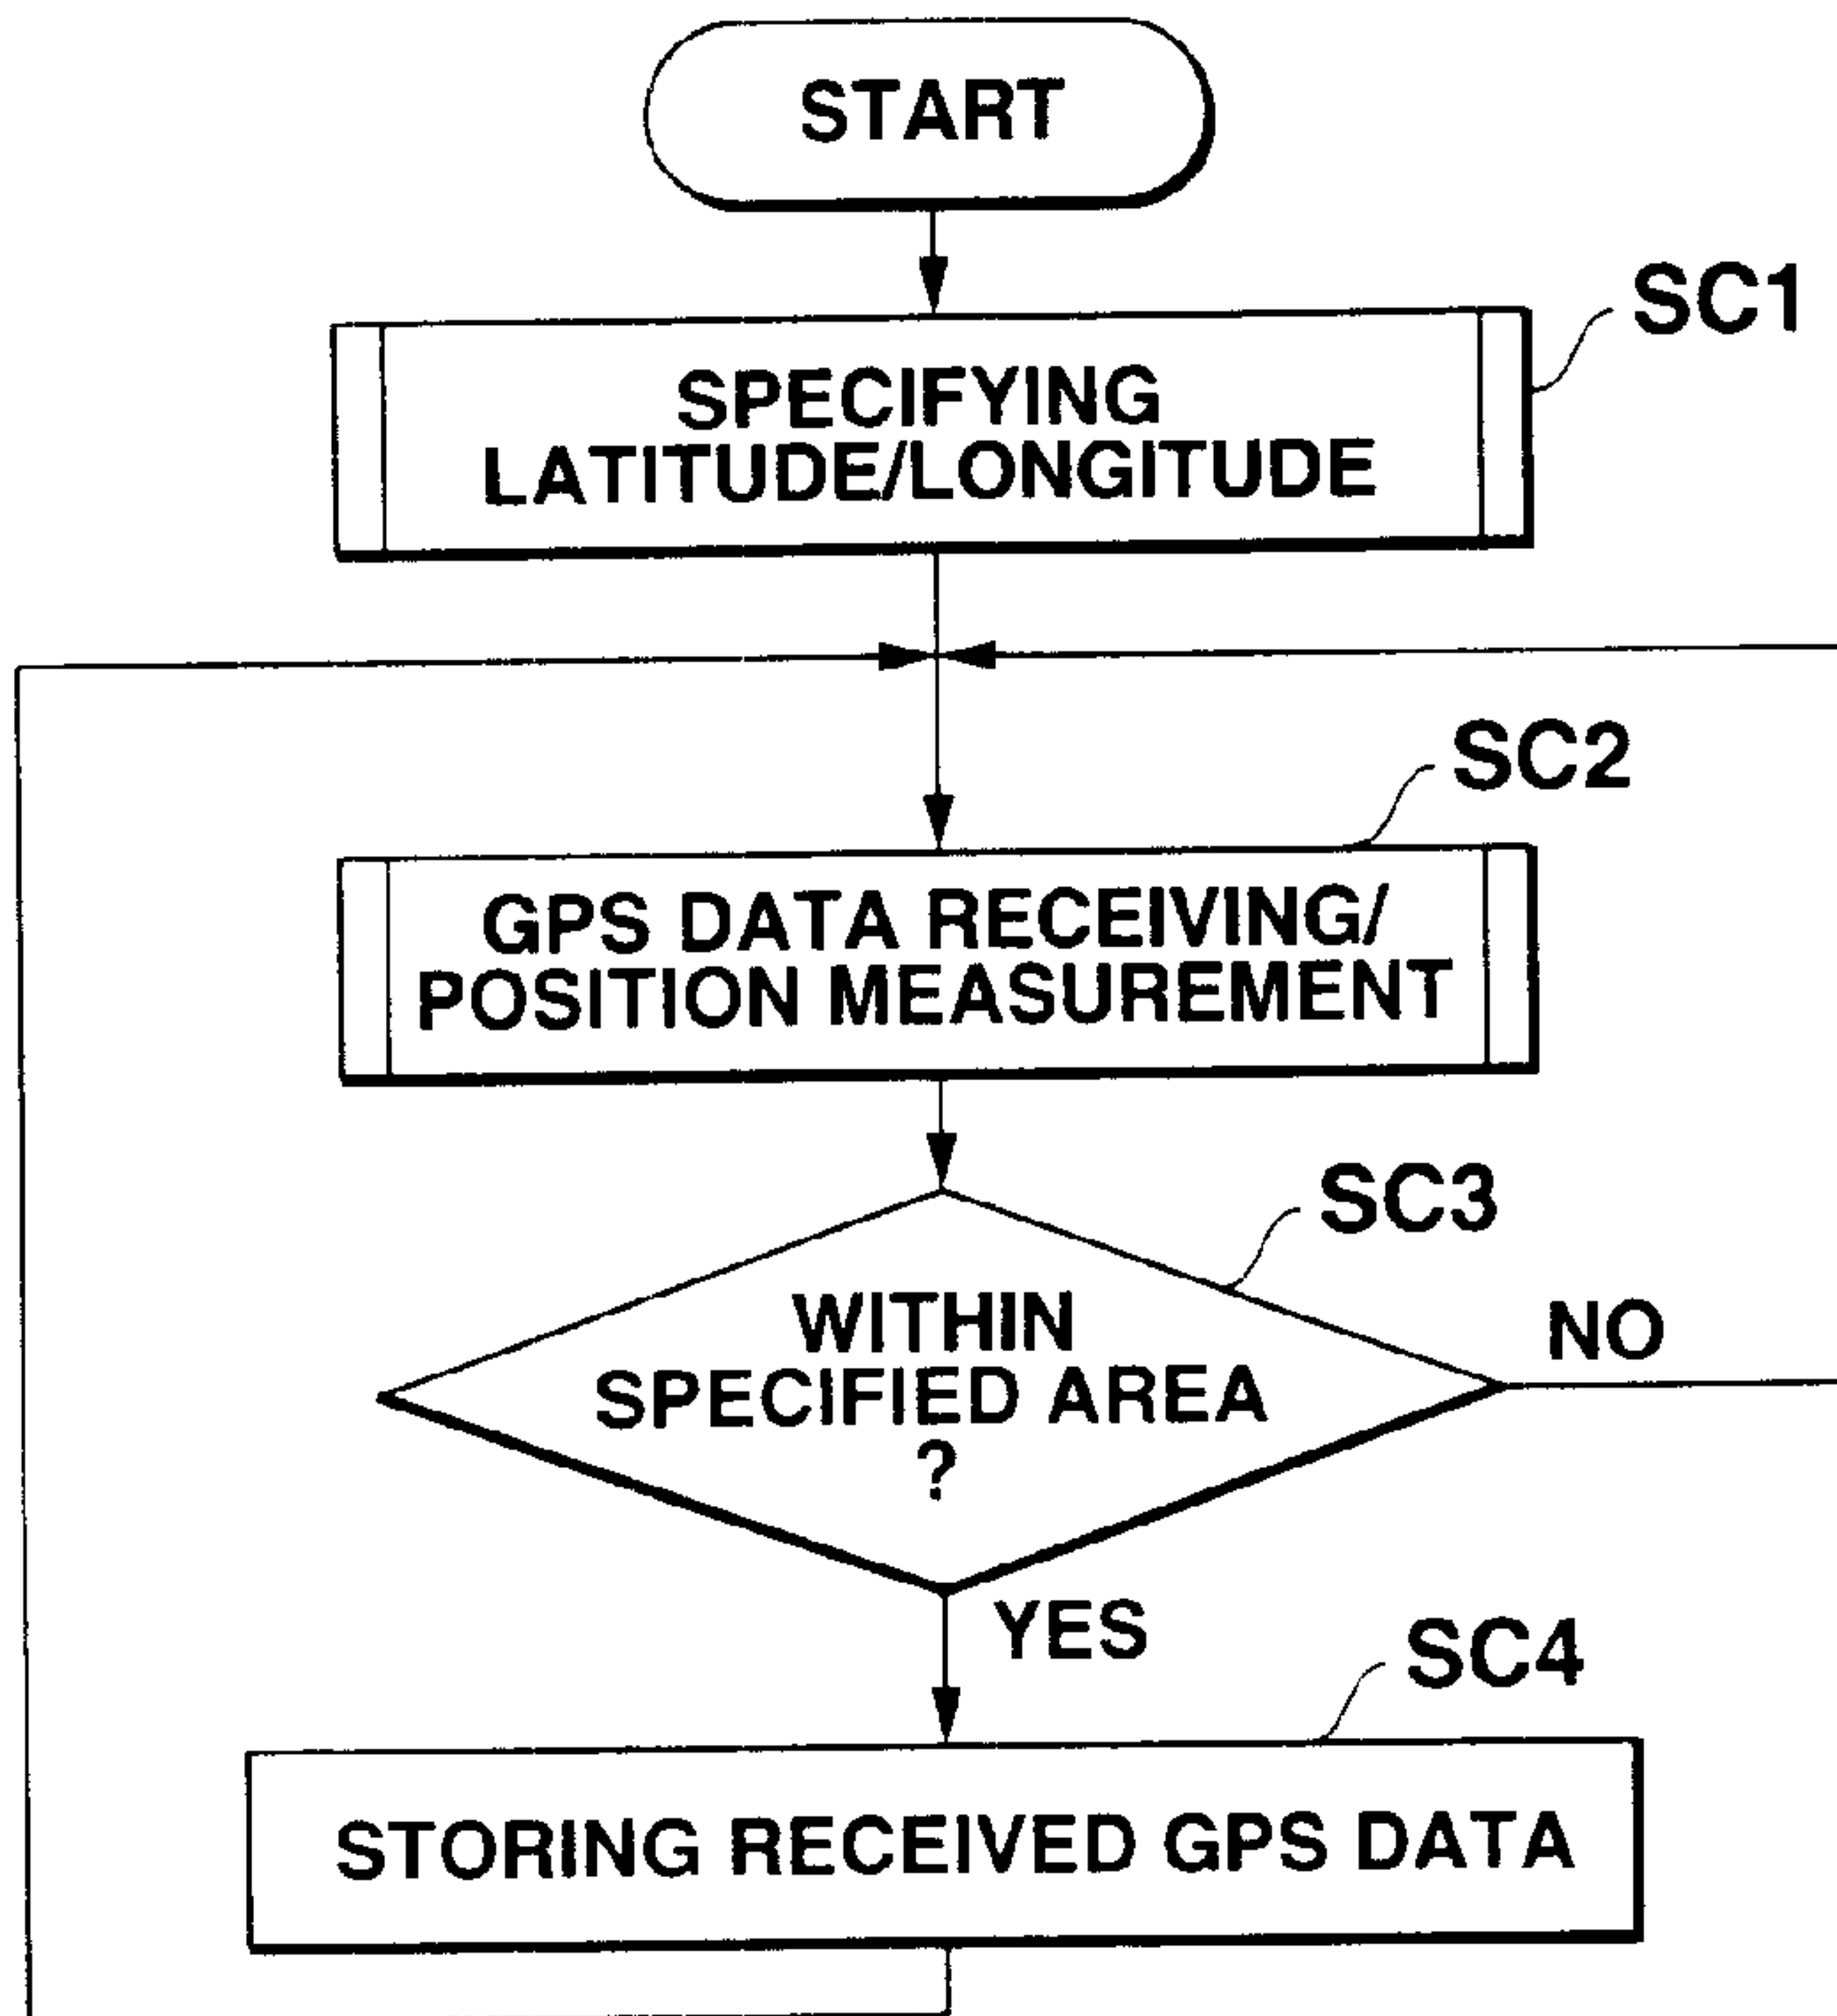 START
SC1
SPECIFYING
LATITUDE/LONGITUDE
SC2
GPS DATA RECEIVING/
POSITION MEASUREMENT
SC3
WITHIN
SPECIFIED AREA
?
NO
YES
SC4
STORING RECEIVED GPS DATA